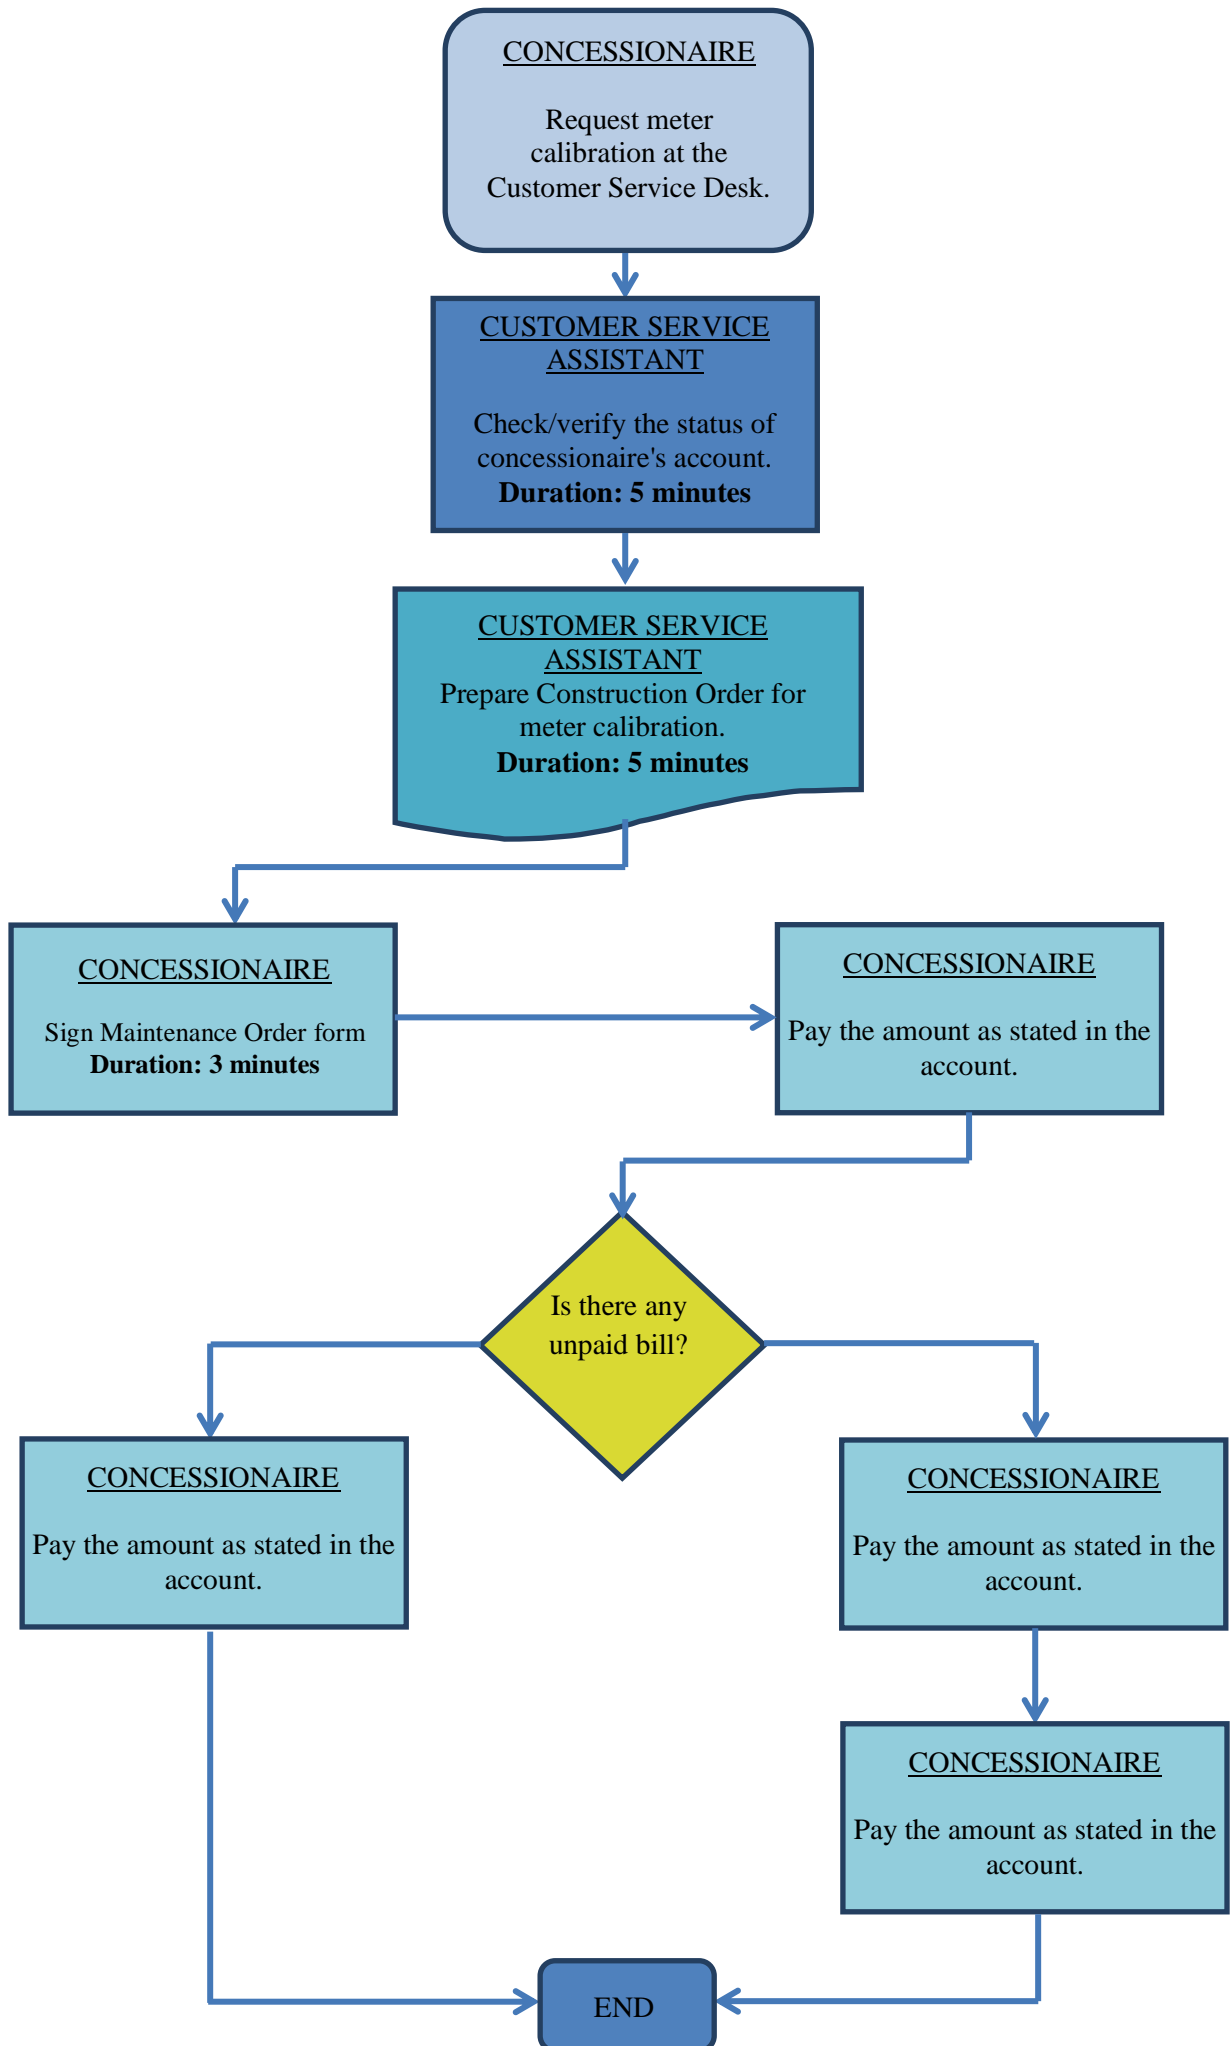 CONCESSIONAIRE
Request meter
calibration at the
Customer Service Desk.
CUSTOMER SERVICE
ASSISTANT
Check/verify the status of
concessionaire's account.
Duration: 5 minutes
CUSTOMER SERVICE
ASSISTANT
Prepare Construction Order for
meter calibration.
Duration: 5 minutes
CONCESSIONAIRE
Sign Maintenance Order form
Duration: 3 minutes
CONCESSIONAIRE
Pay the amount as stated in the
account.
Is there any
unpaid bill?
CONCESSIONAIRE
Pay the amount as stated in the
account.
CONCESSIONAIRE
Pay the amount as stated in the
account.
CONCESSIONAIRE
Pay the amount as stated in the
account.
END